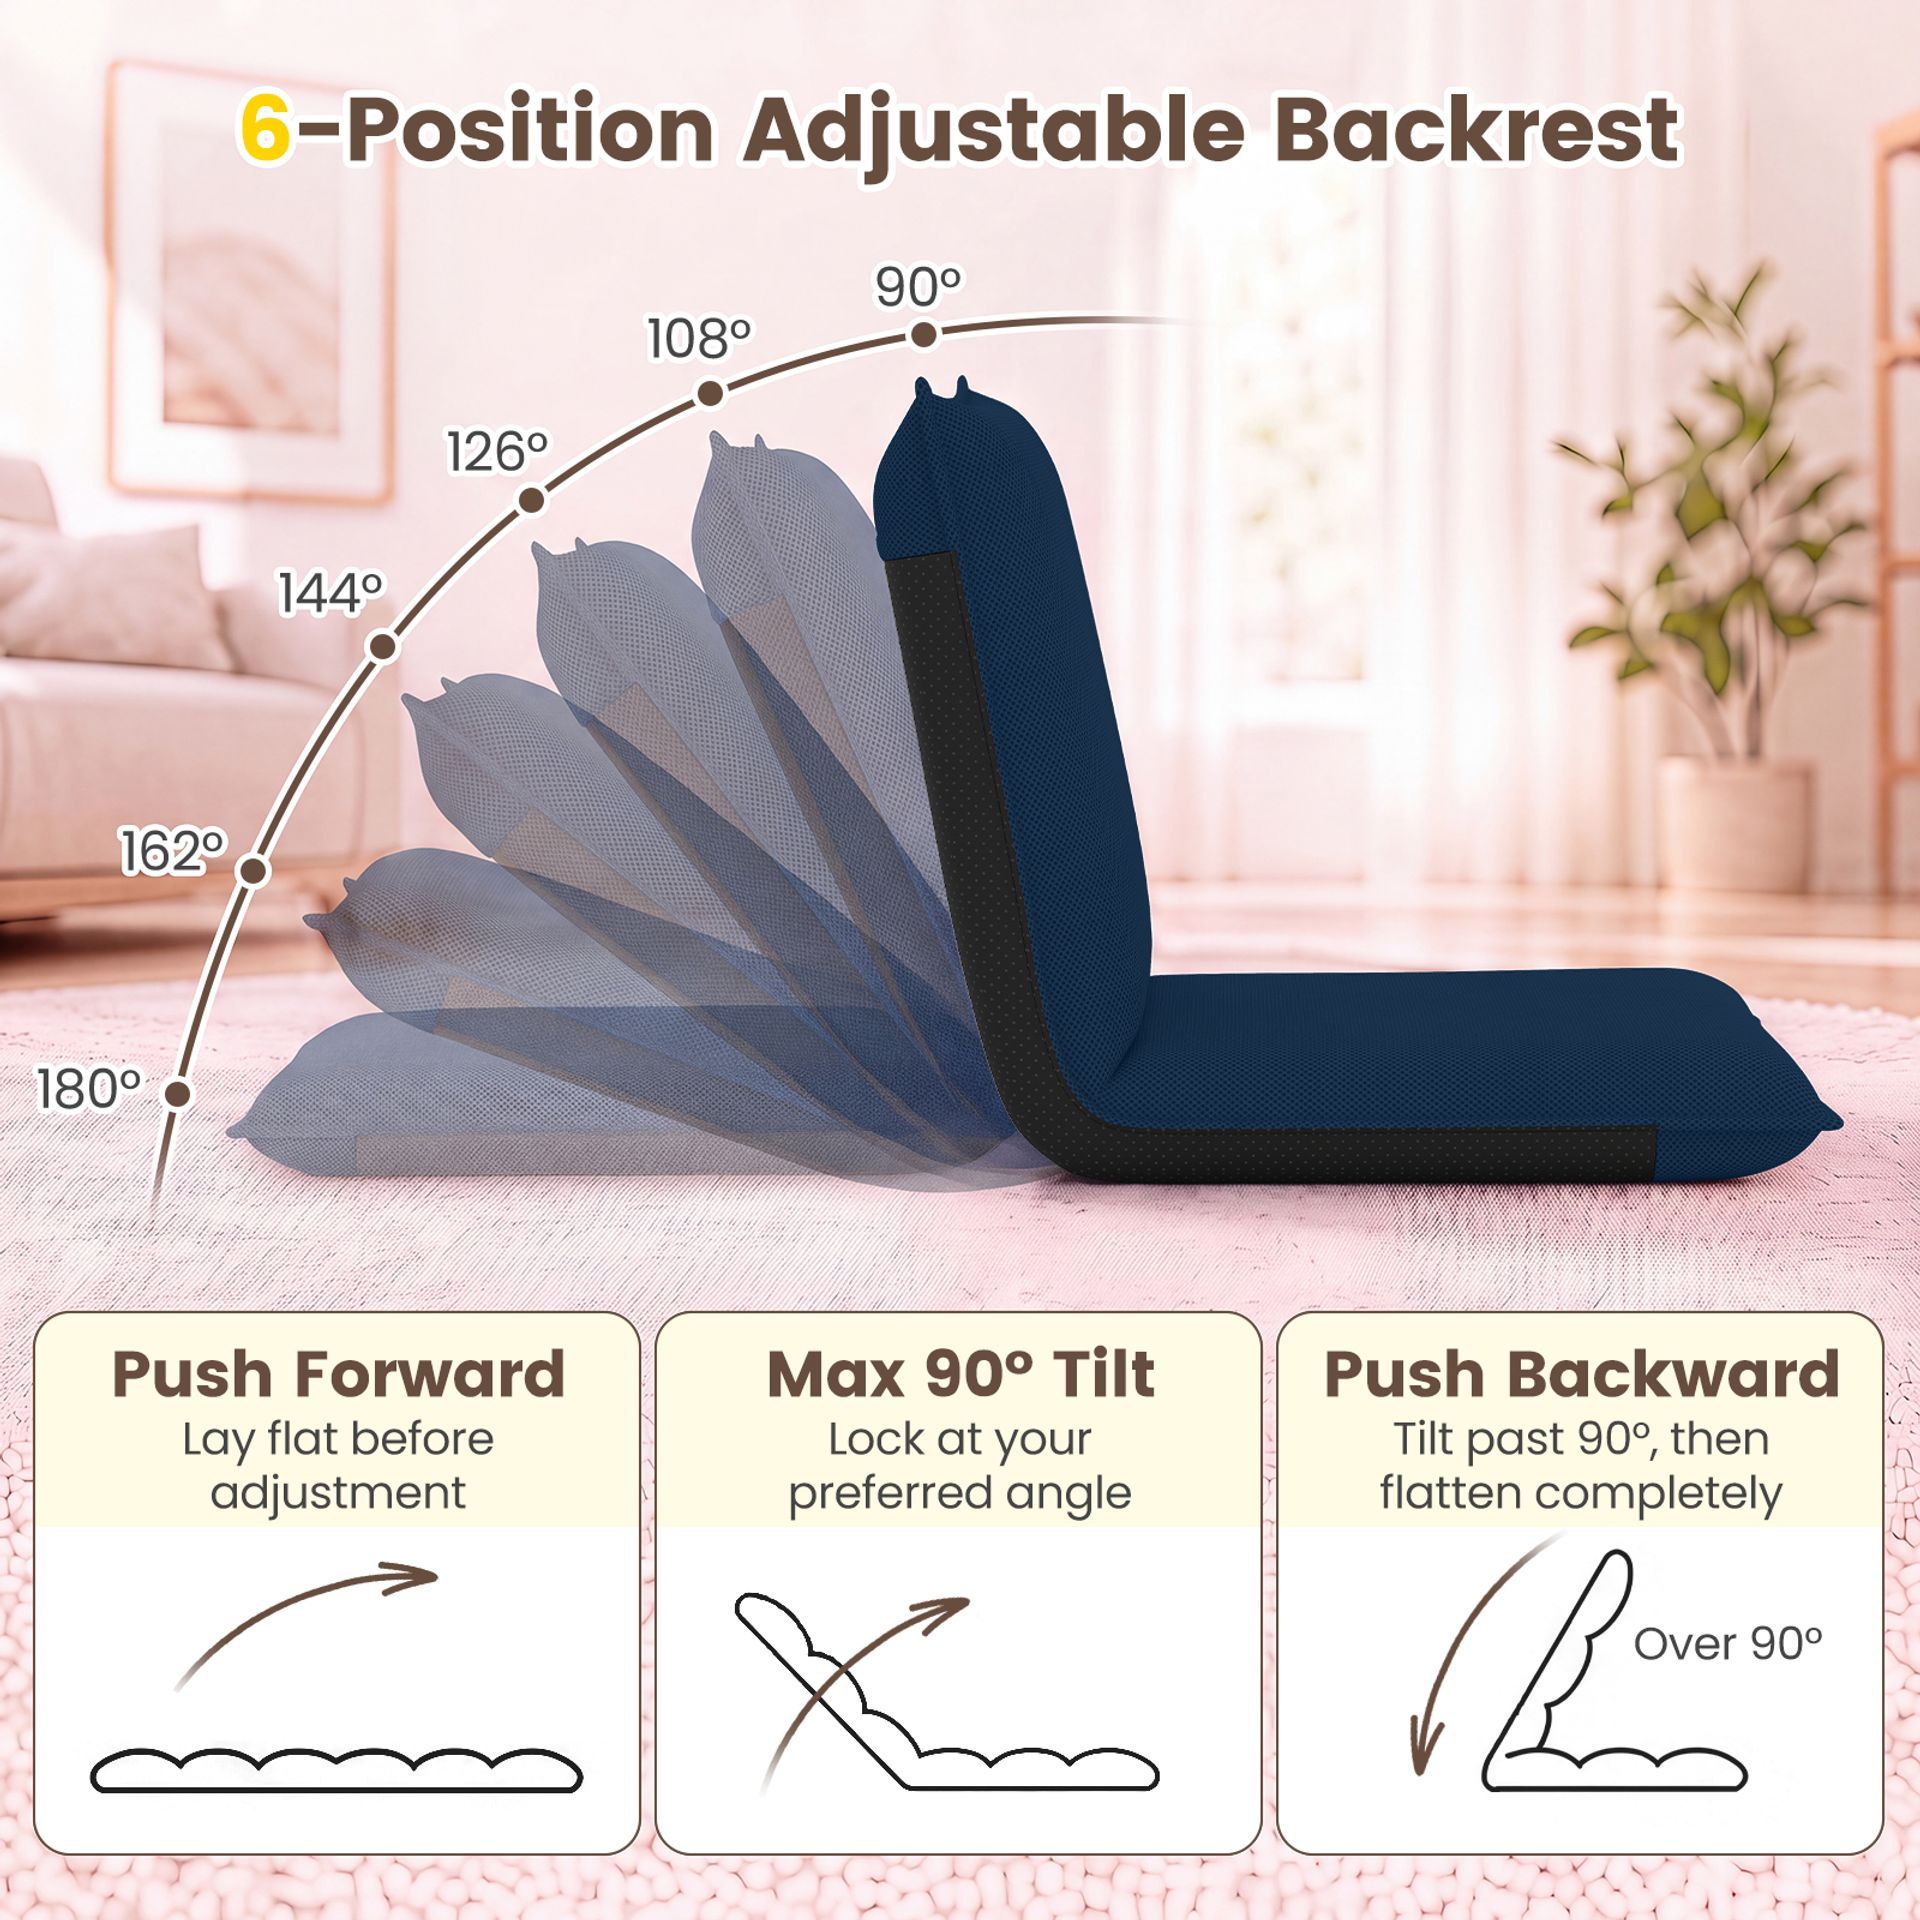 6-Position Adjustable Backrest
90°
108°
126°
144°
162°
180°
Push Forward
Lay flat before
adjustment
Max 90° Tilt
Lock at your
preferred angle
Push Backward
Tilt past 90°, then
flatten completely
Over 90°